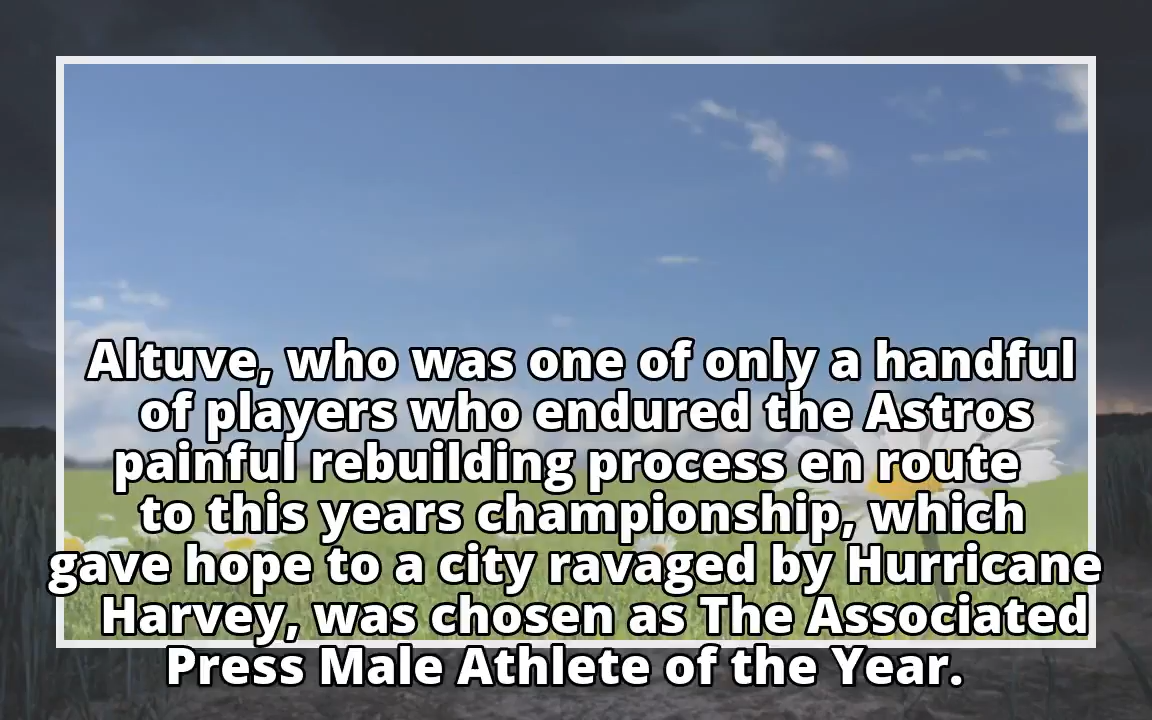 Altuve, who was one of only a handful
of players who endured the Astros
painful rebuilding process en route
to this years championship, which
gave hope to a city ravaged by Hurricane
Harvey, was chosen as The Associated
Press Male Athlete of the Year.